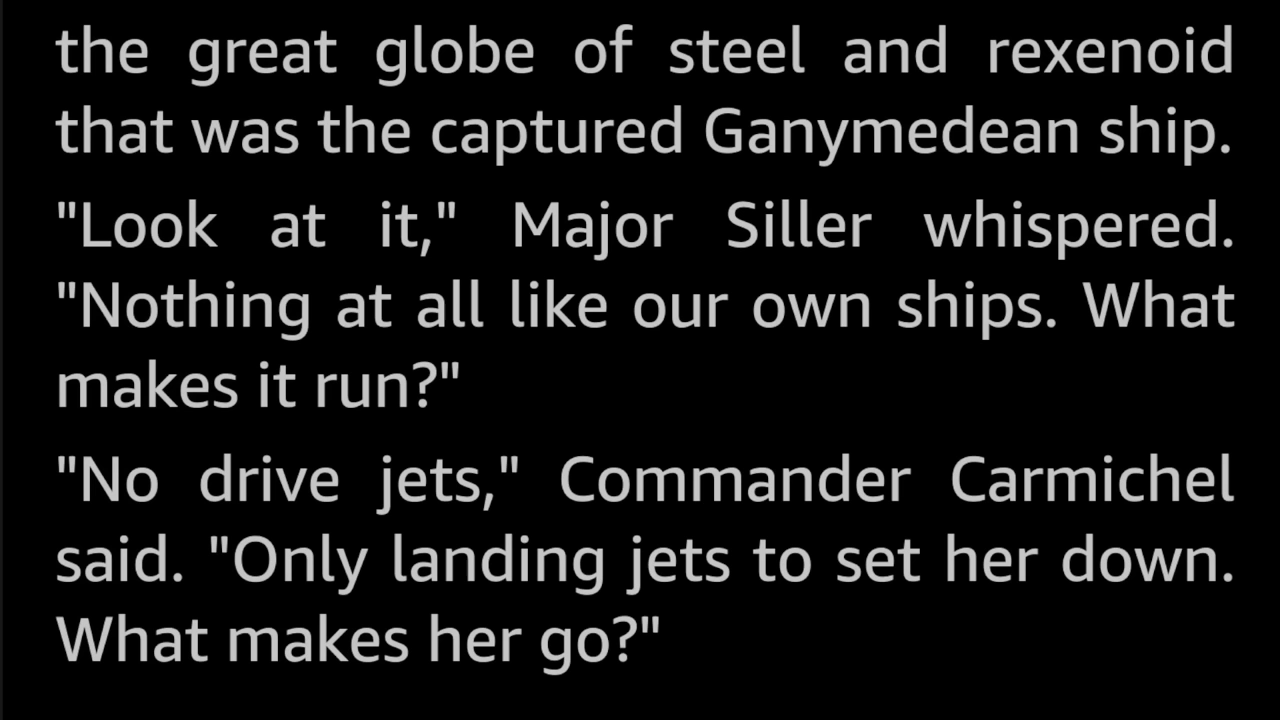 the great globe of steel and rexenoid
that was the captured Ganymedean ship.
"Look at it," Major Siller whispered.
"Nothing at all like our own ships. What
makes it run?"
"No drive jets," Commander Carmichel
said. "Only landing jets to set her down.
What makes her go?"